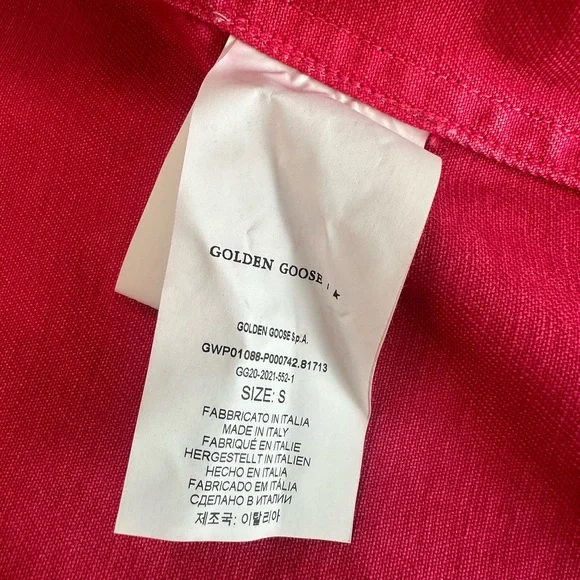 GOLDEN GOOSE
GOLDEN GOOSE S.p.A.
GWP01088-P000742.81713
GG20-2021-552-1
SIZE: S
FABBRICATO IN ITALIA
MADE IN ITALY
FABRIQUÉ EN ITALIE
HERGESTELLT IN ITALIEN
HECHO EN ITALIA
FABRICADO EM ITÁLIA
СДЕЛАНО В ИТАЛИИ
제조국: 이탈리아